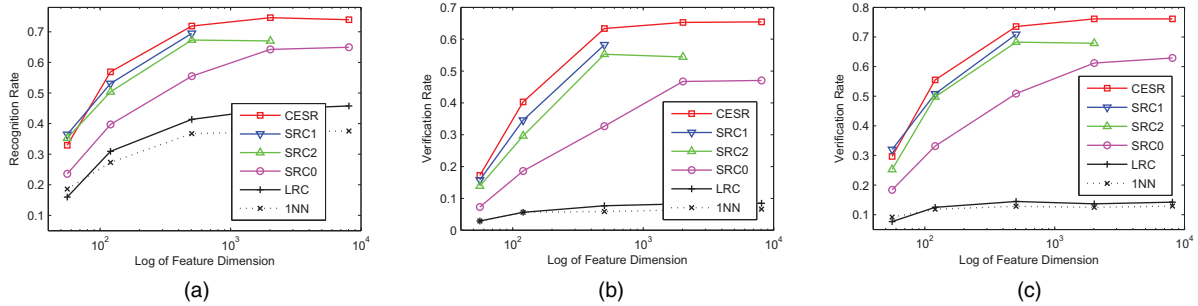 Recognition Rate
0.7
0.6
0.5
0.4
0.3
0.2
0.1
CESR
SRC1
SRC2
SRC0
LRC
1NN
10^2
10^3
10^4
Log of Feature Dimension
(a)
Verification Rate
0.7
0.6
0.5
0.4
0.3
0.2
0.1
0
CESR
SRC1
SRC2
SRC0
LRC
1NN
10^2
10^3
10^4
Log of Feature Dimension
(b)
Verification Rate
0.8
0.7
0.6
0.5
0.4
0.3
0.2
0.1
CESR
SRC1
SRC2
SRC0
LRC
1NN
10^2
10^3
10^4
Log of Feature Dimension
(c)